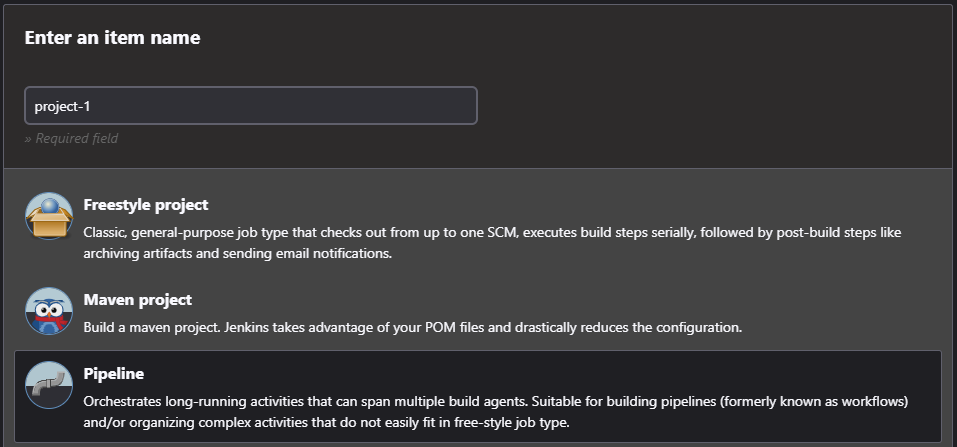 Enter an item name
project-1
» Required field
Freestyle project
Classic, general-purpose job type that checks out from up to one SCM, executes build steps serially, followed by post-build steps like
archiving artifacts and sending email notifications.
Maven project
Build a maven project. Jenkins takes advantage of your POM files and drastically reduces the configuration.
Pipeline
Orchestrates long-running activities that can span multiple build agents. Suitable for building pipelines (formerly known as workflows)
and/or organizing complex activities that do not easily fit in free-style job type.